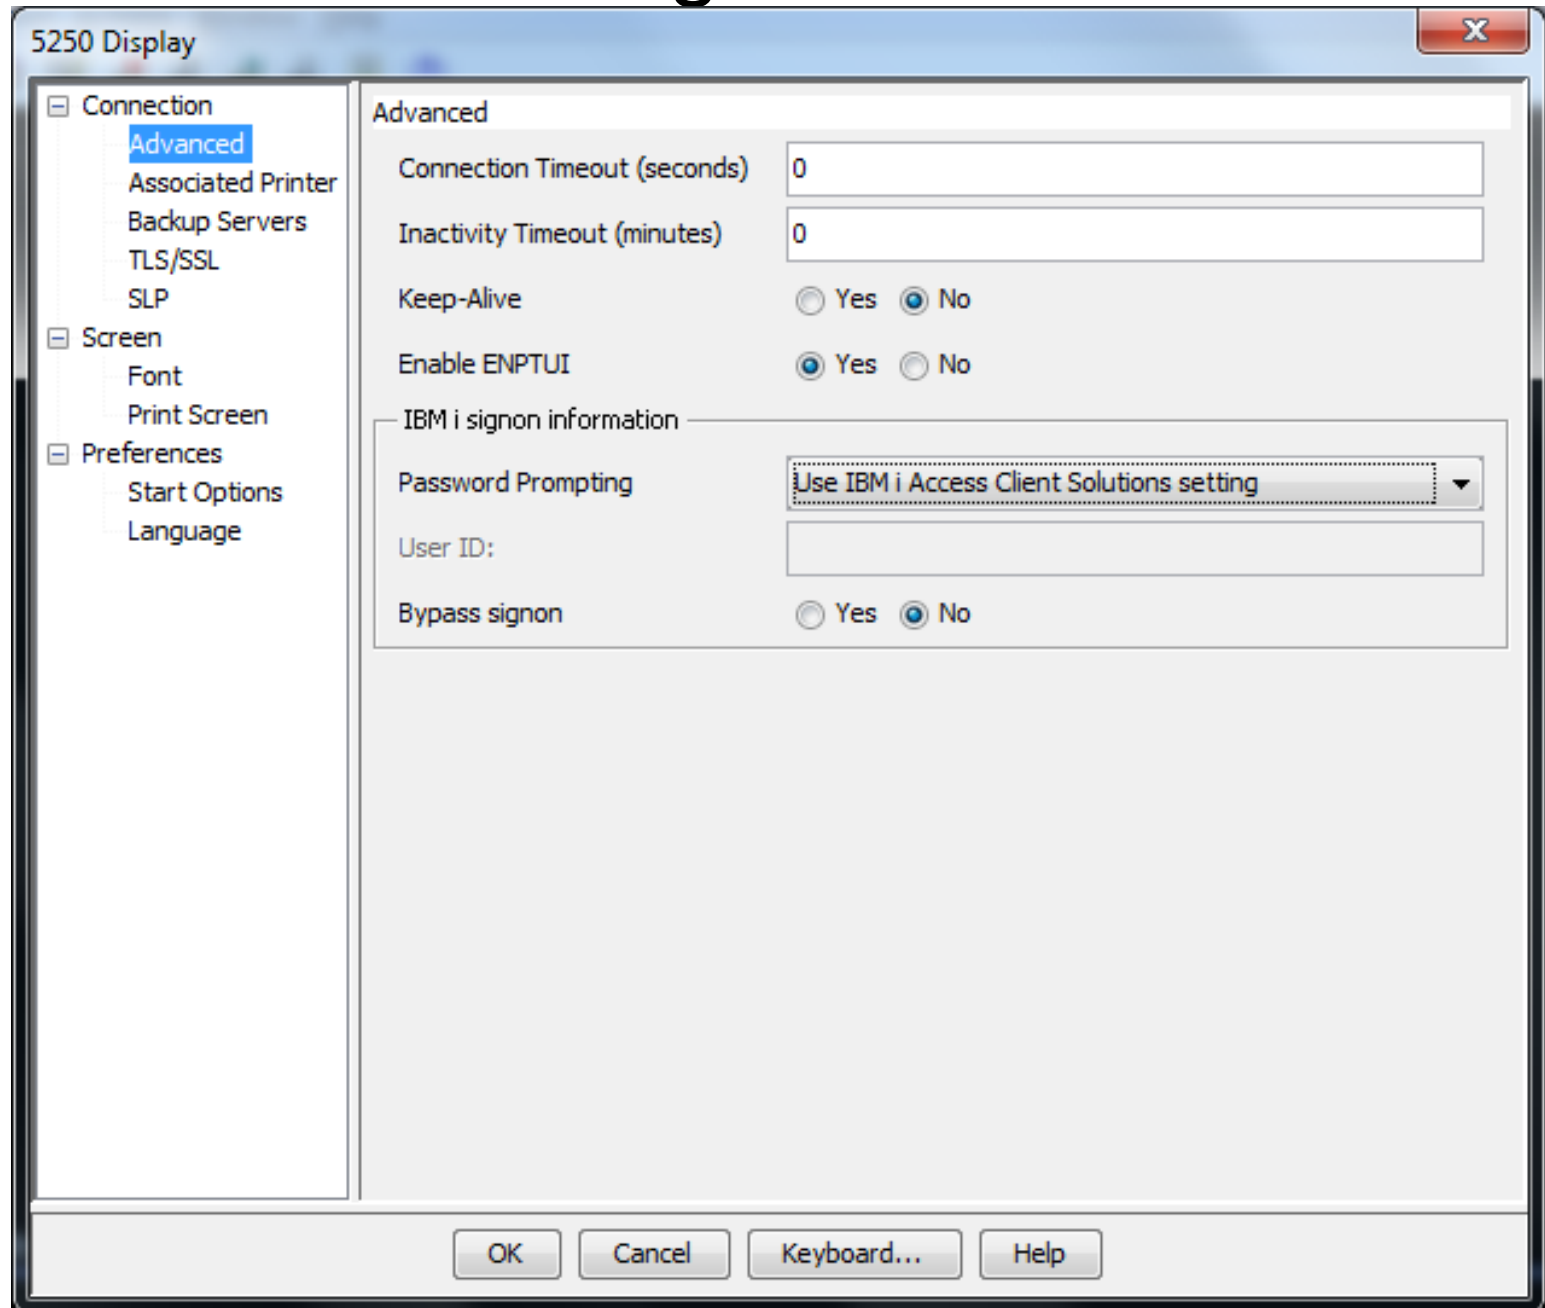 5250 Display
Connection
Advanced
Associated Printer
Backup Servers
TLS/SSL
SLP
Screen
Font
Print Screen
Preferences
Start Options
Language
Advanced
Connection Timeout (seconds) 0
Inactivity Timeout (minutes) 0
Keep-Alive Yes No
Enable ENPTUI Yes No
IBM i signon information
Password Prompting Use IBM i Access Client Solutions setting
User ID:
Bypass signon Yes No
OK Cancel Keyboard... Help